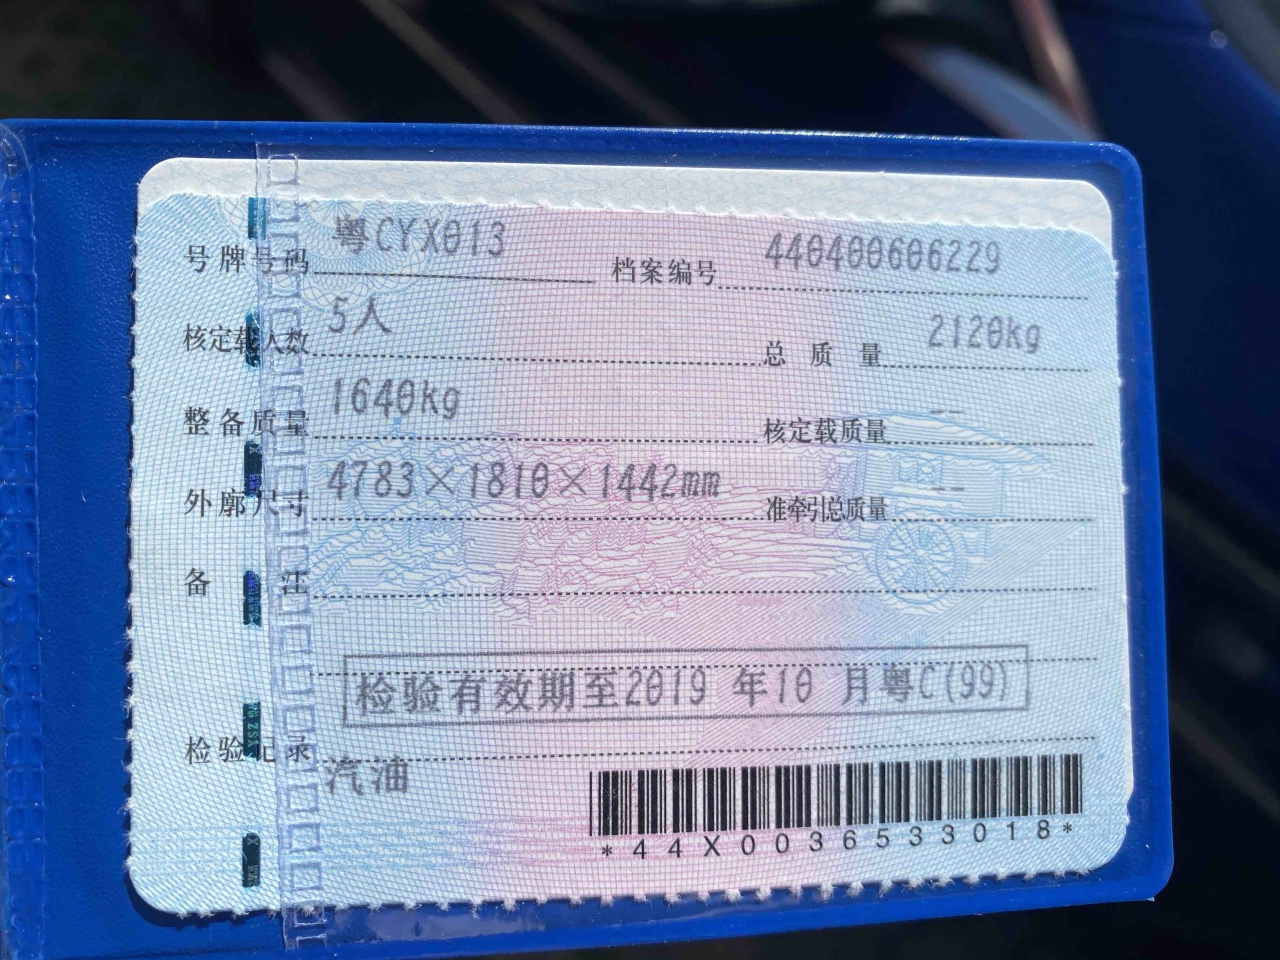 号牌号码 粤CYX013 档案编号 440400606229
核定载人数 5人 总质量 2120kg
整备质量 1640kg 核定载质量 --
外廓尺寸 4783×1810×1442mm 准牵引总质量 --
备注
检验有效期至2019 年10 月粤C(99)
检验记录
汽油
*44X0036533018*